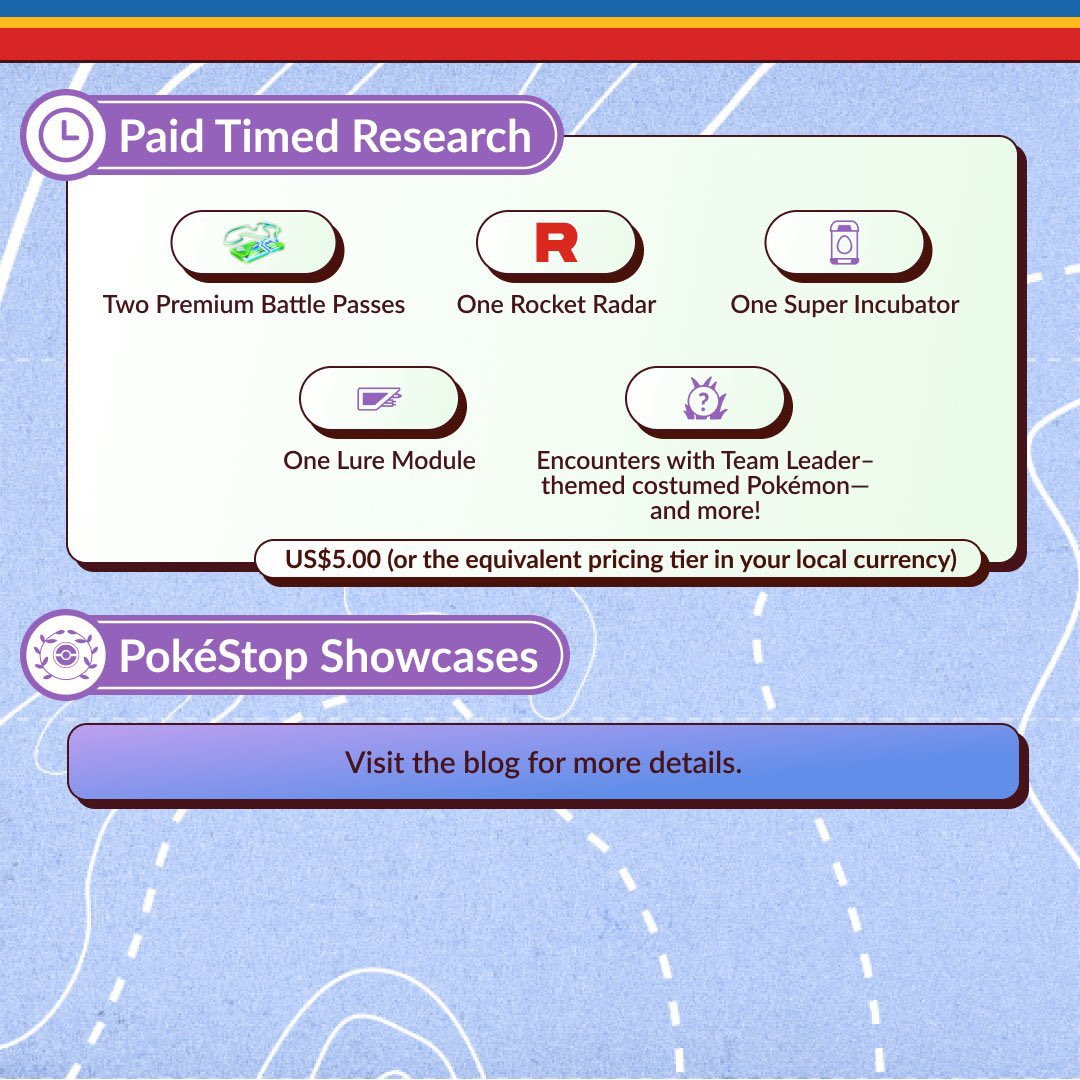 Paid Timed Research
R
Two Premium Battle Passes
One Rocket Radar
One Super Incubator
?
One Lure Module
Encounters with Team Leader–
themed costumed Pokémon—
and more!
US$5.00 (or the equivalent pricing tier in your local currency)
PokéStop Showcases
Visit the blog for more details.